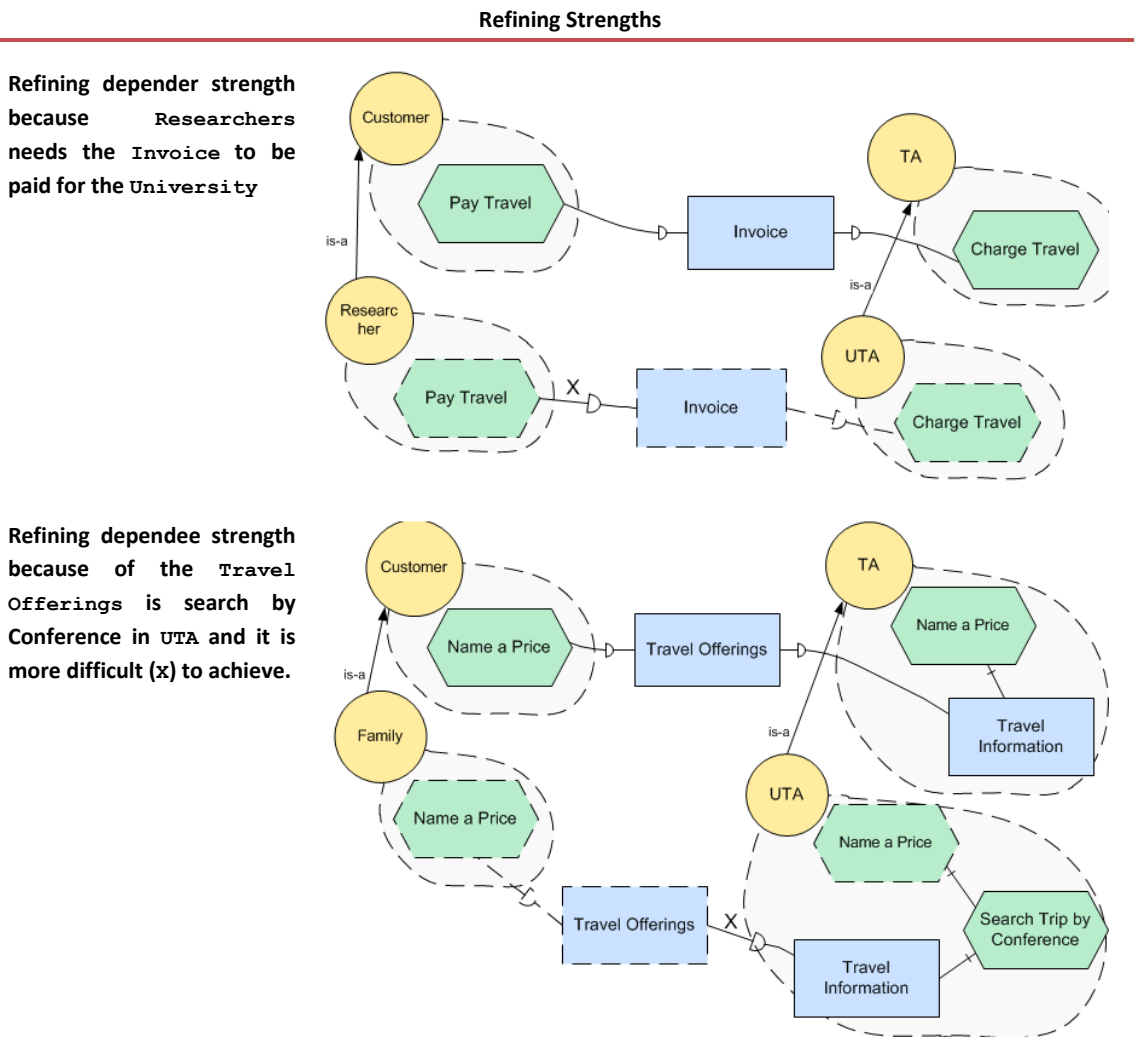 Refining Strengths
Refining depender strength
because Researchers
needs the Invoice to be
paid for the University
Customer
Pay Travel
Invoice
TA
Charge Travel
is-a
is-a
Researc
her
Pay Travel
X
Invoice
UTA
Charge Travel
Refining dependee strength
because of the Travel
Offerings is search by
Conference in UTA and it is
more difficult (X) to achieve.
Customer
Name a Price
Travel Offerings
TA
Name a Price
Travel
Information
is-a
is-a
Family
Name a Price
Travel Offerings
X
UTA
Name a Price
Search Trip by
Conference
Travel
Information